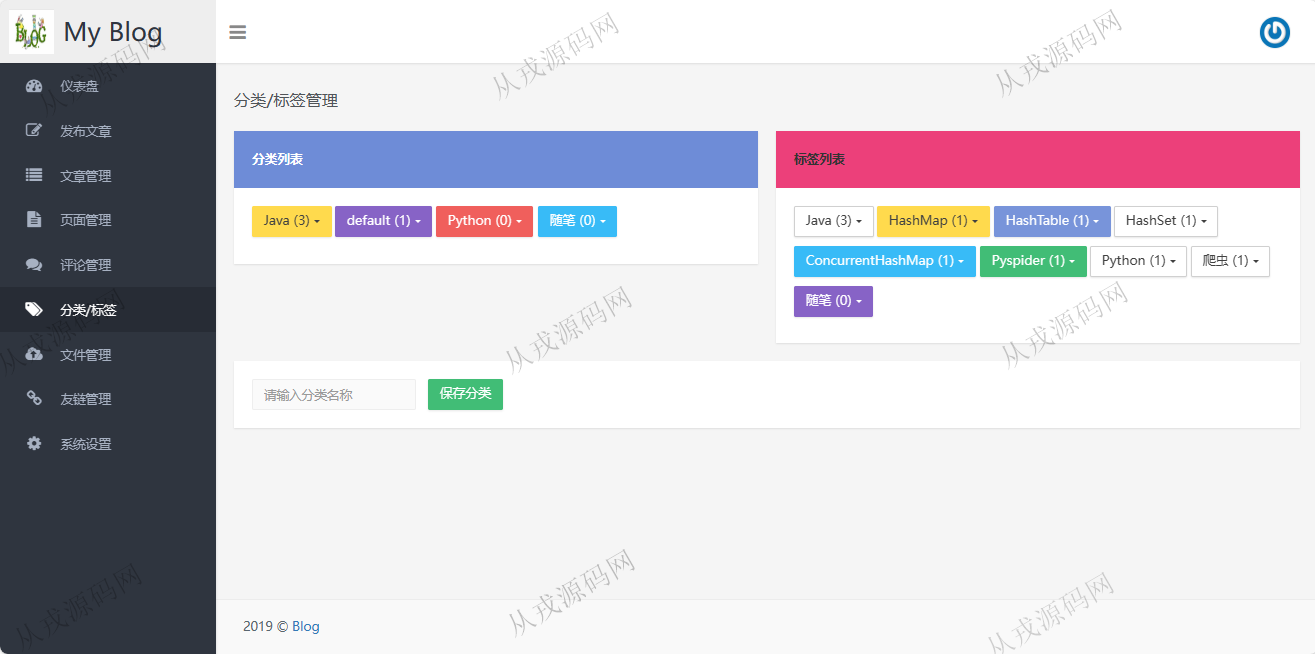 BLOG
My Blog
仪表盘
发布文章
文章管理
页面管理
评论管理
分类/标签
文件管理
友链管理
系统设置
分类/标签管理
分类列表
Java (3) default (1) Python (0) 随笔 (0)
标签列表
Java (3) HashMap (1) HashTable (1) HashSet (1)
ConcurrentHashMap (1) Pyspider (1) Python (1) 爬虫 (1)
随笔 (0)
请输入分类名称 保存分类
2019 © Blog
从戎源码网
从戎源码网
从戎源码网
从戎源码网
从戎源码网
从戎源码网
从戎源码网
从戎源码网
从戎源码网